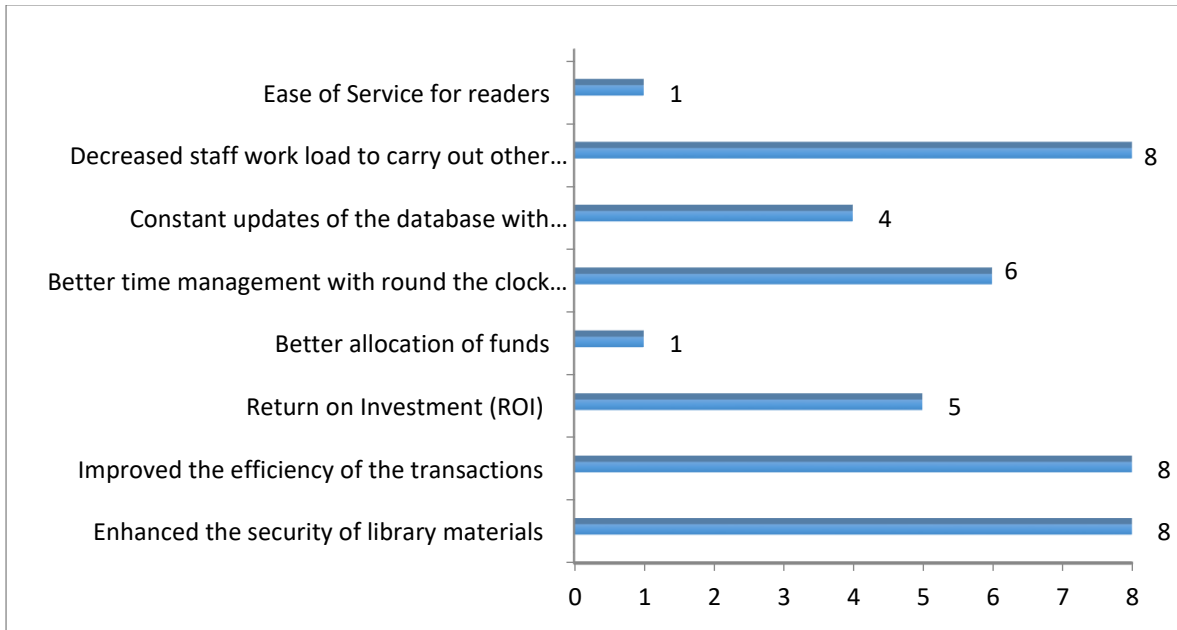 Ease of Service for readers
1
Decreased staff work load to carry out other…
8
Constant updates of the database with…
4
Better time management with round the clock…
6
Better allocation of funds
1
Return on Investment (ROI)
5
Improved the efficiency of the transactions
8
Enhanced the security of library materials
8
0 1 2 3 4 5 6 7 8